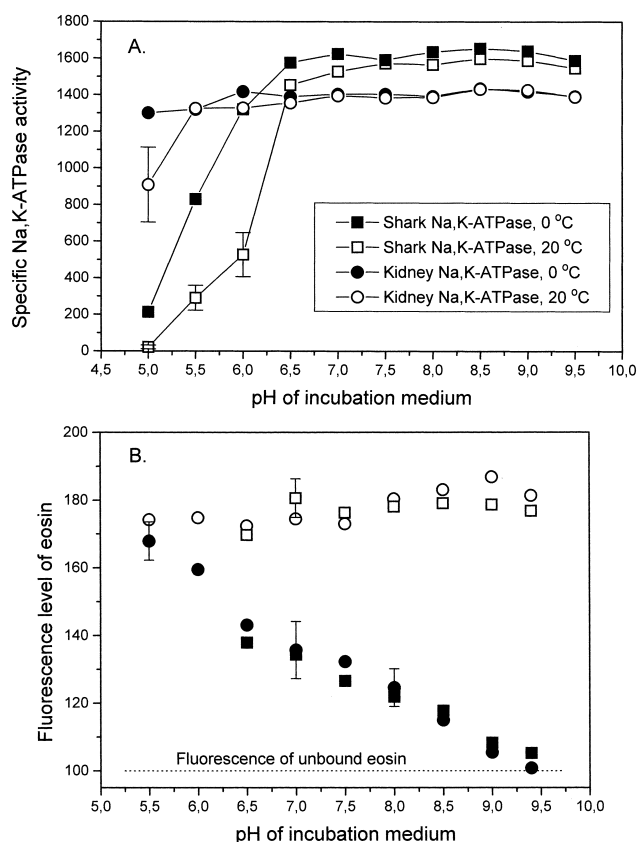 A.
Specific Na,K-ATPase activity
1800
1600
1400
1200
1000
800
600
400
200
0
Shark Na,K-ATPase, 0 °C
Shark Na,K-ATPase, 20 °C
Kidney Na,K-ATPase, 0 °C
Kidney Na,K-ATPase, 20 °C
4,5 5,0 5,5 6,0 6,5 7,0 7,5 8,0 8,5 9,0 9,5 10,0
pH of incubation medium
B.
Fluorescence level of eosin
200
180
160
140
120
100
Fluorescence of unbound eosin
5,0 5,5 6,0 6,5 7,0 7,5 8,0 8,5 9,0 9,5 10,0
pH of incubation medium